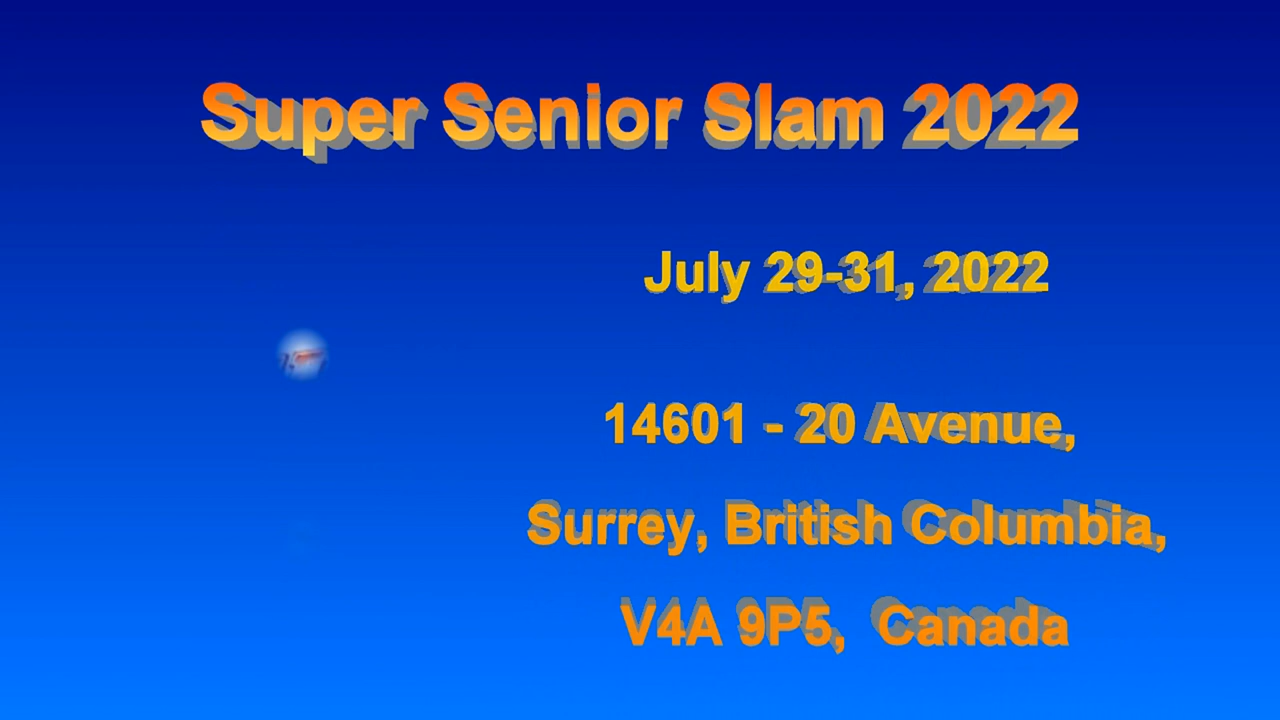 Super Senior Slam 2022
July 29-31, 2022
14601 - 20 Avenue,
Surrey, British Columbia,
V4A 9P5, Canada